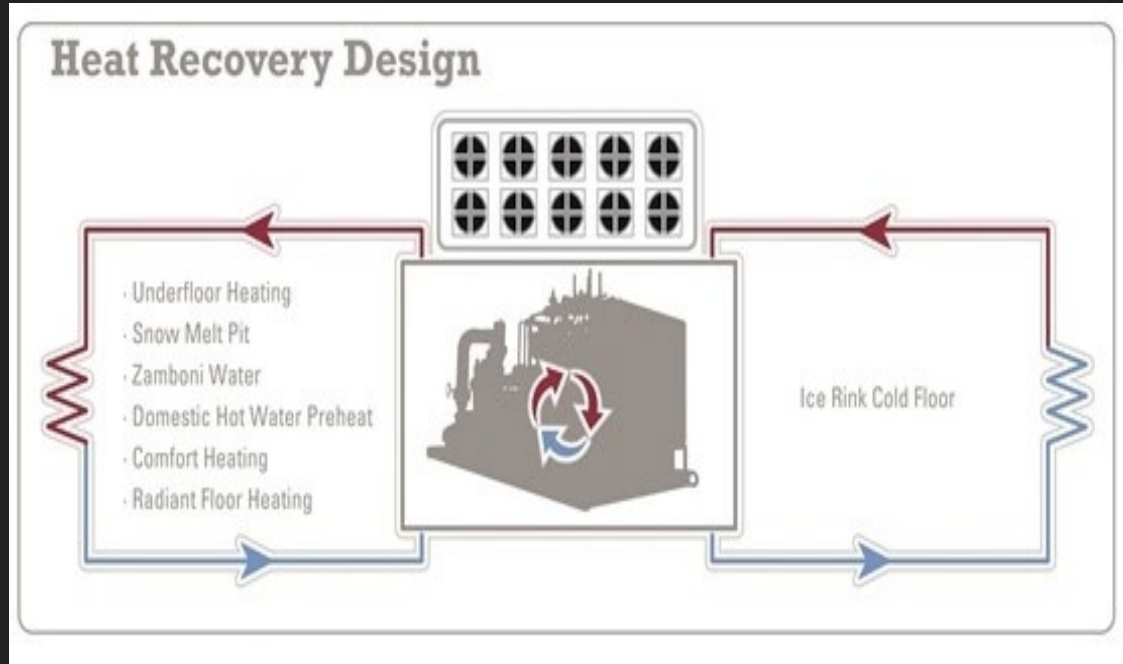 Heat Recovery Design
· Underfloor Heating
· Snow Melt Pit
· Zamboni Water
· Domestic Hot Water Preheat
· Comfort Heating
· Radiant Floor Heating
Ice Rink Cold Floor